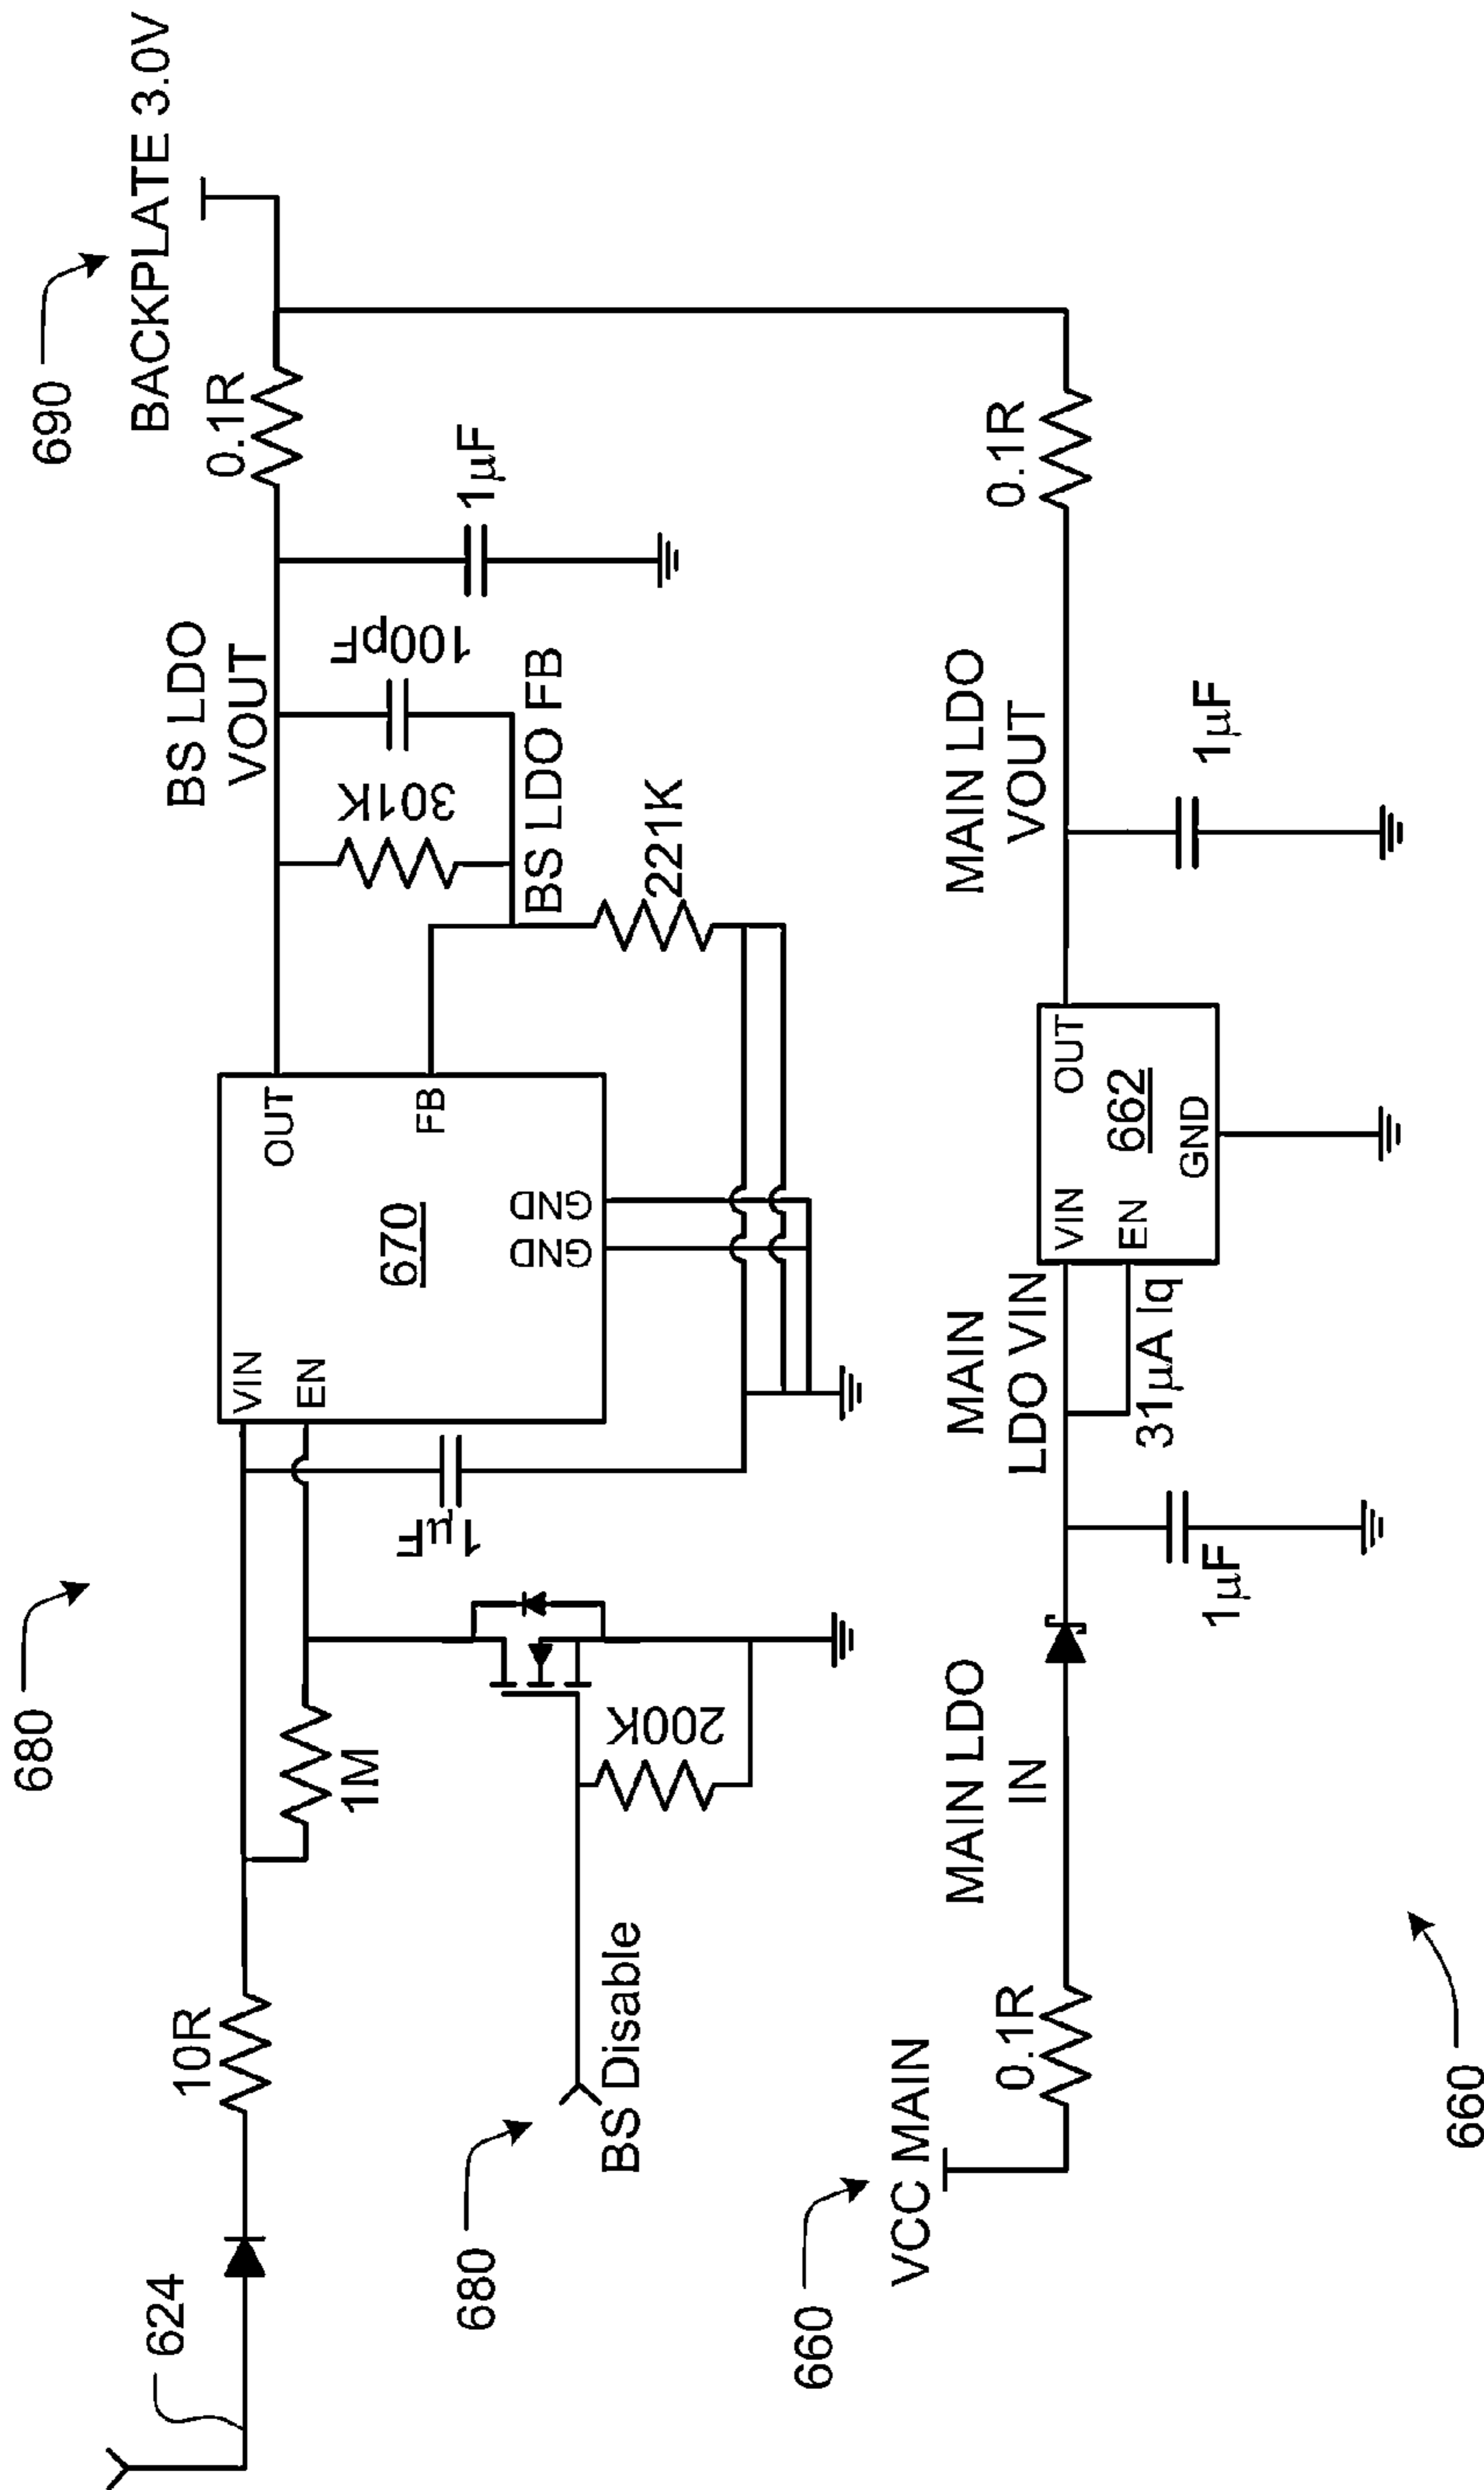 690
BACKPLATE 3.0V
680
624
10R
1M
VIN
EN
670
OUT
FB
GND
GND
BS LDO
VOUT
0.1R
301K
100pF
1µF
BS LDO FB
221K
1µF
200K
680
BS Disable
660
VCC MAIN
0.1R
MAIN LDO
IN
1µF
MAIN
LDO VIN
31µA Iq
VIN
EN
662
OUT
GND
MAIN LDO
VOUT
1µF
0.1R
660